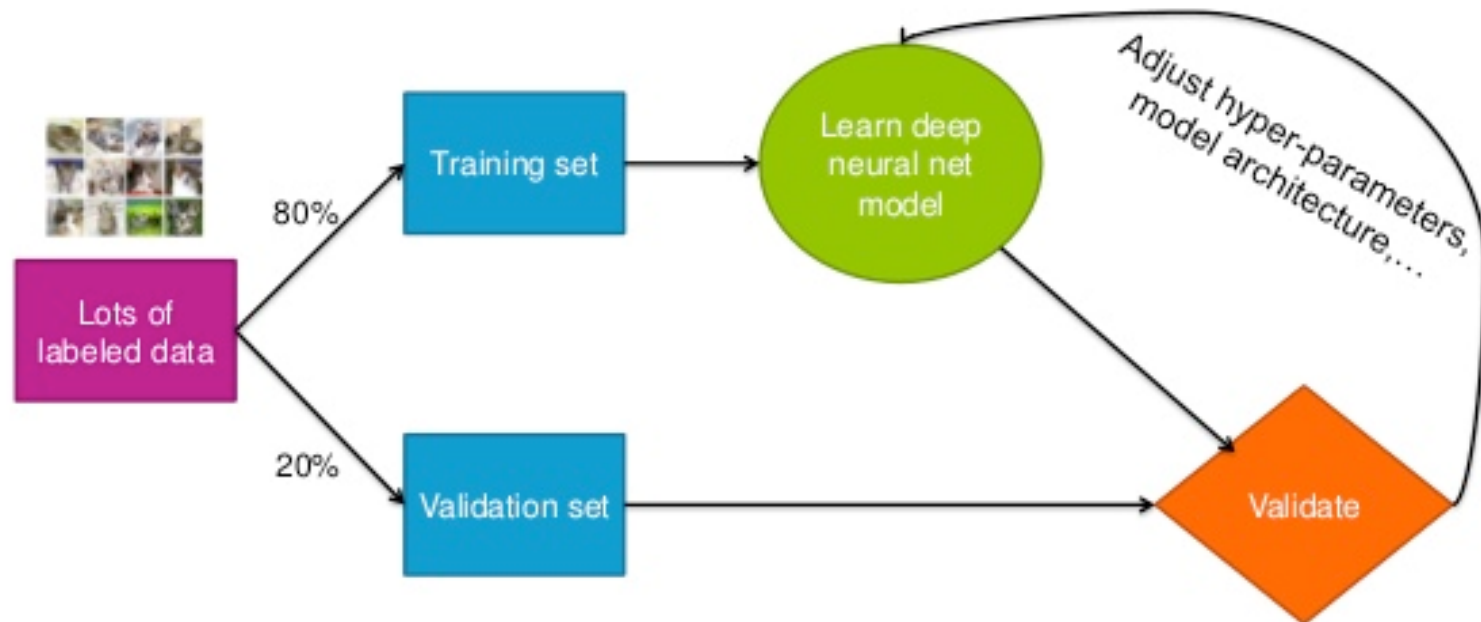 Lots of
labeled data
80%
20%
Training set
Validation set
Learn deep
neural net
model
Validate
Adjust hyper-parameters,
model architecture,...